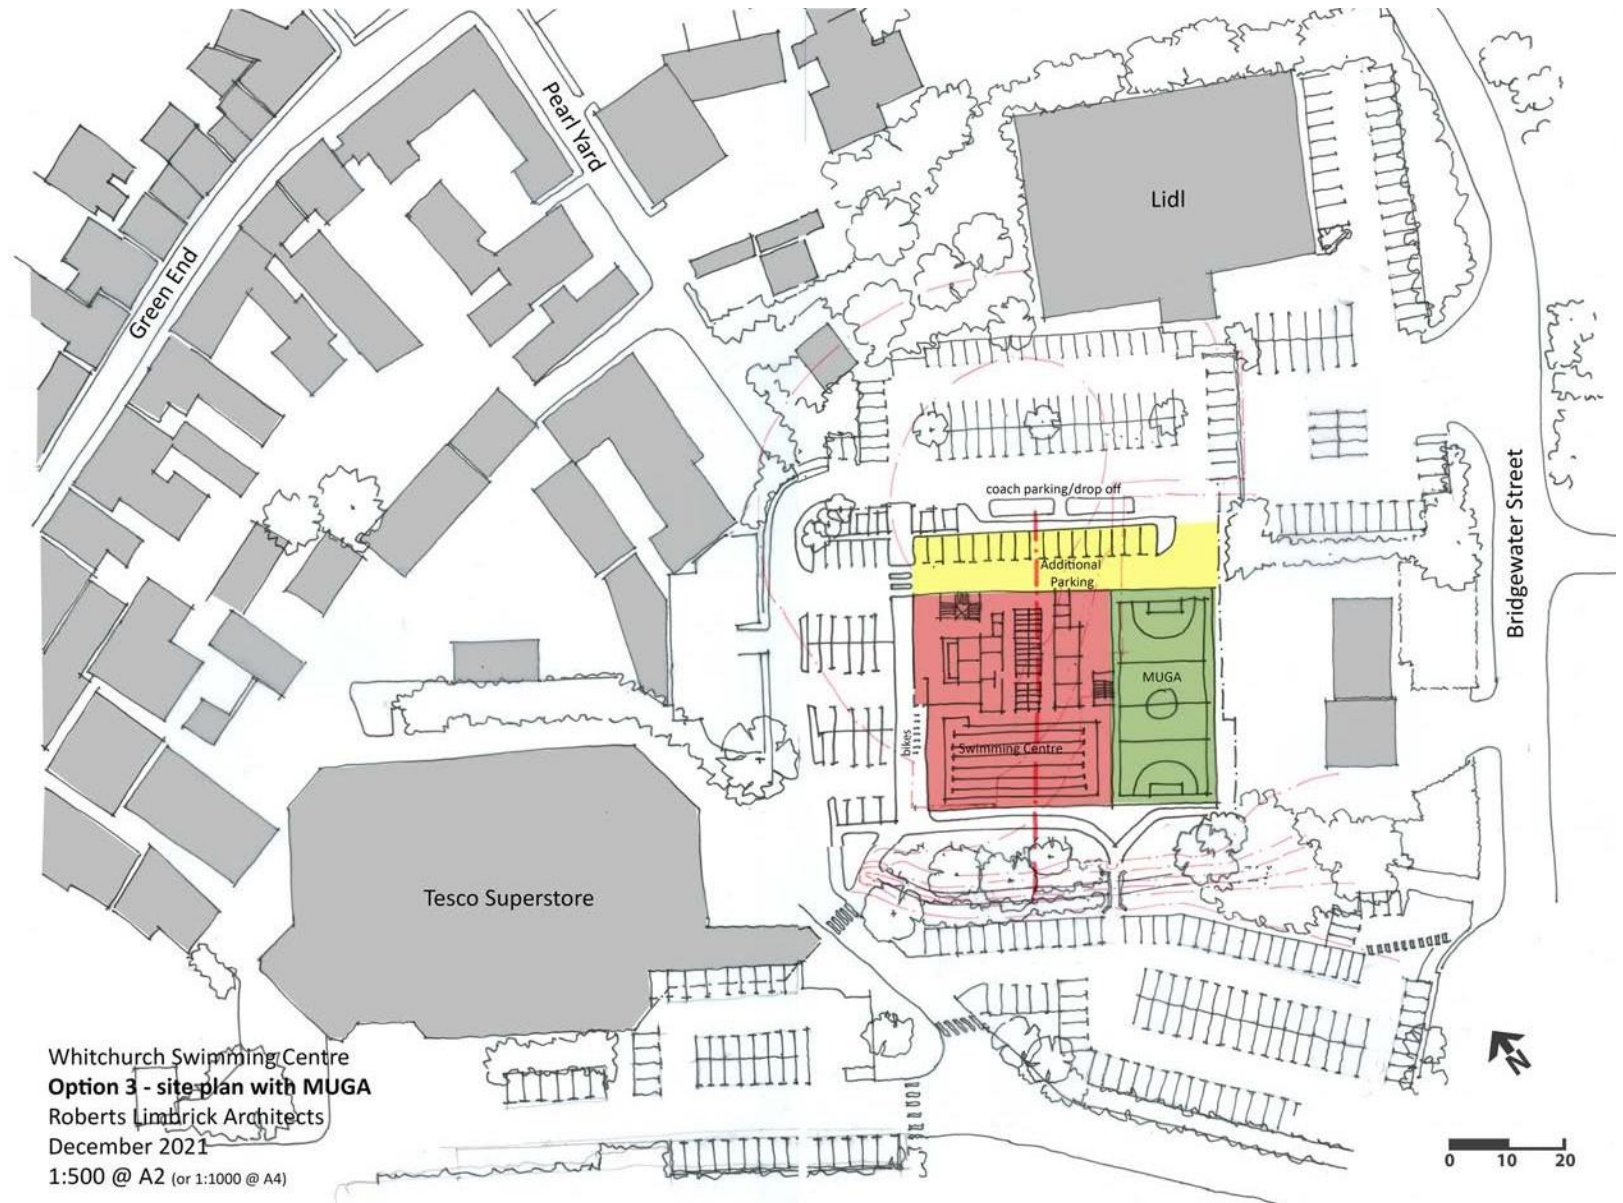 Pearl Yard
Lidl
Green End
coach parking/drop off
Bridgewater Street
Additional
Parking
MUGA
bikes
Swimming Centre
Tesco Superstore
Whitchurch Swimming Centre
Option 3 - site plan with MUGA
Roberts Limbrick Architects
December 2021
1:500 @ A2 (or 1:1000 @ A4)
N
0 10 20